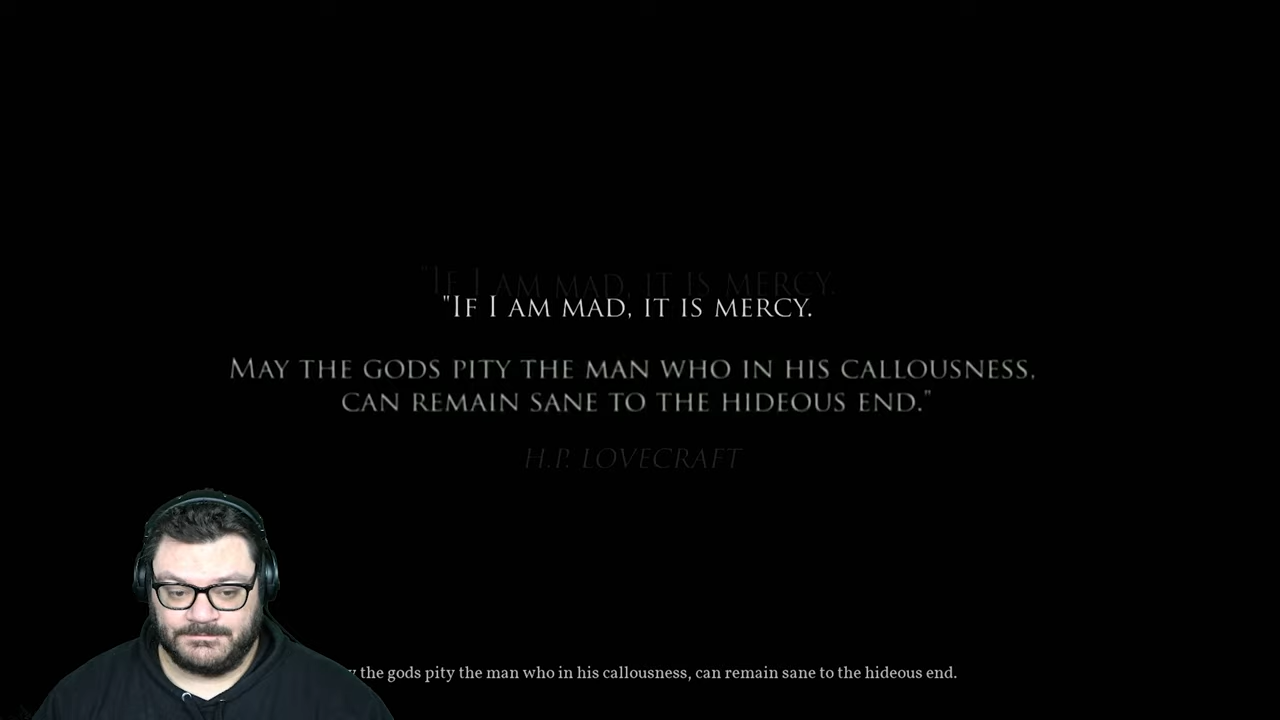 "If I am mad, it is mercy.
"If I am mad, it is mercy.
May the gods pity the man who in his callousness,
can remain sane to the hideous end."
H.P. Lovecraft
the gods pity the man who in his callousness, can remain sane to the hideous end.